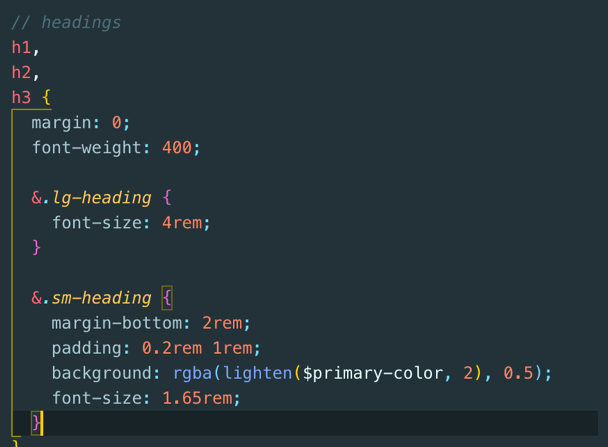 // headings
h1,
h2,
h3 {
  margin: 0;
  font-weight: 400;

  &.lg-heading {
    font-size: 4rem;
  }

  &.sm-heading {
    margin-bottom: 2rem;
    padding: 0.2rem 1rem;
    background: rgba(lighten($primary-color, 2), 0.5);
    font-size: 1.65rem;
  }
}